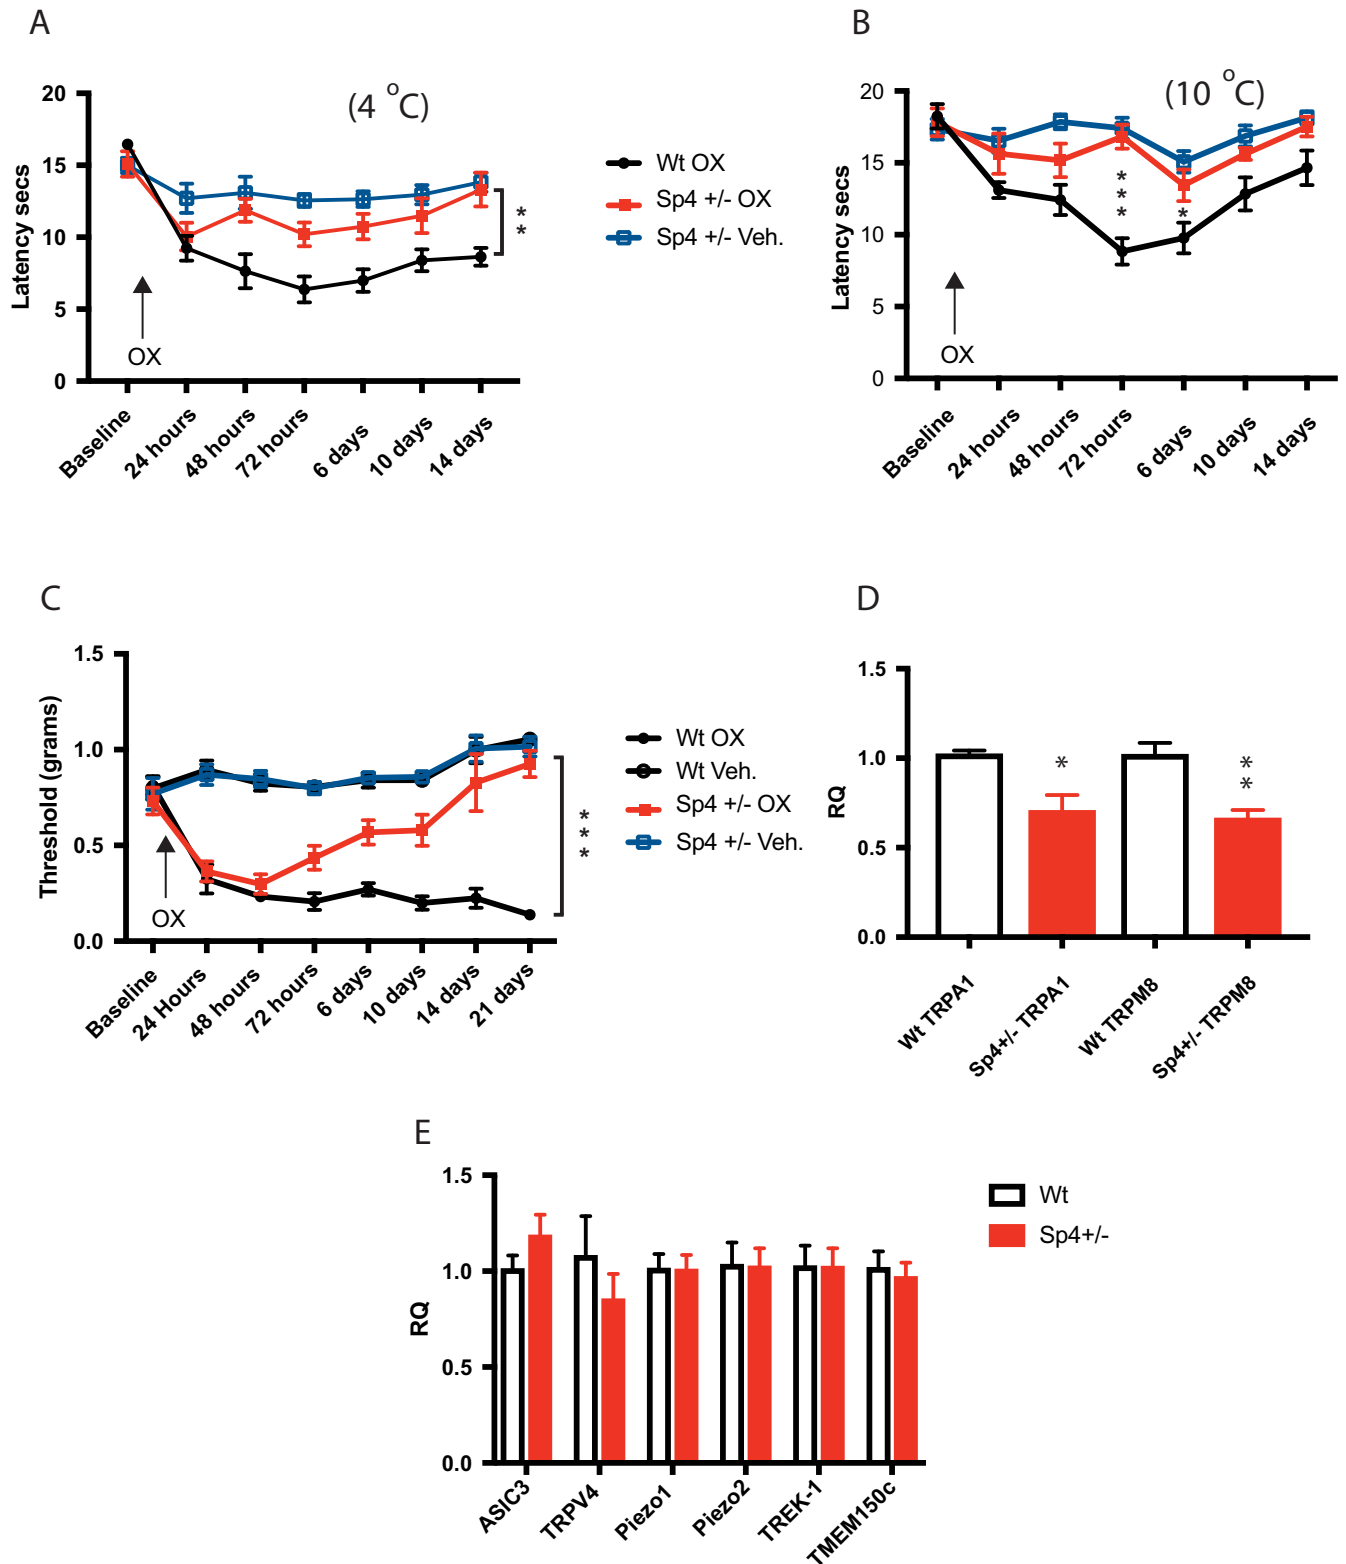 A
(4 °C)
Latency secs
20
15
10
5
0
OX
**
Baseline
24 hours
48 hours
72 hours
6 days
10 days
14 days
Wt OX
Sp4 +/- OX
Sp4 +/- Veh.
B
(10 °C)
Latency secs
20
15
10
5
0
OX
***
*
Baseline
24 hours
48 hours
72 hours
6 days
10 days
14 days
C
Threshold (grams)
1.5
1.0
0.5
0.0
OX
***
Baseline
24 Hours
48 hours
72 hours
6 days
10 days
14 days
21 days
Wt OX
Wt Veh.
Sp4 +/- OX
Sp4 +/- Veh.
D
RQ
1.5
1.0
0.5
0.0
*
**
Wt TRPA1
Sp4+/- TRPA1
Wt TRPM8
Sp4+/- TRPM8
E
RQ
1.5
1.0
0.5
0.0
ASIC3
TRPV4
Piezo1
Piezo2
TREK-1
TMEM150c
Wt
Sp4+/-